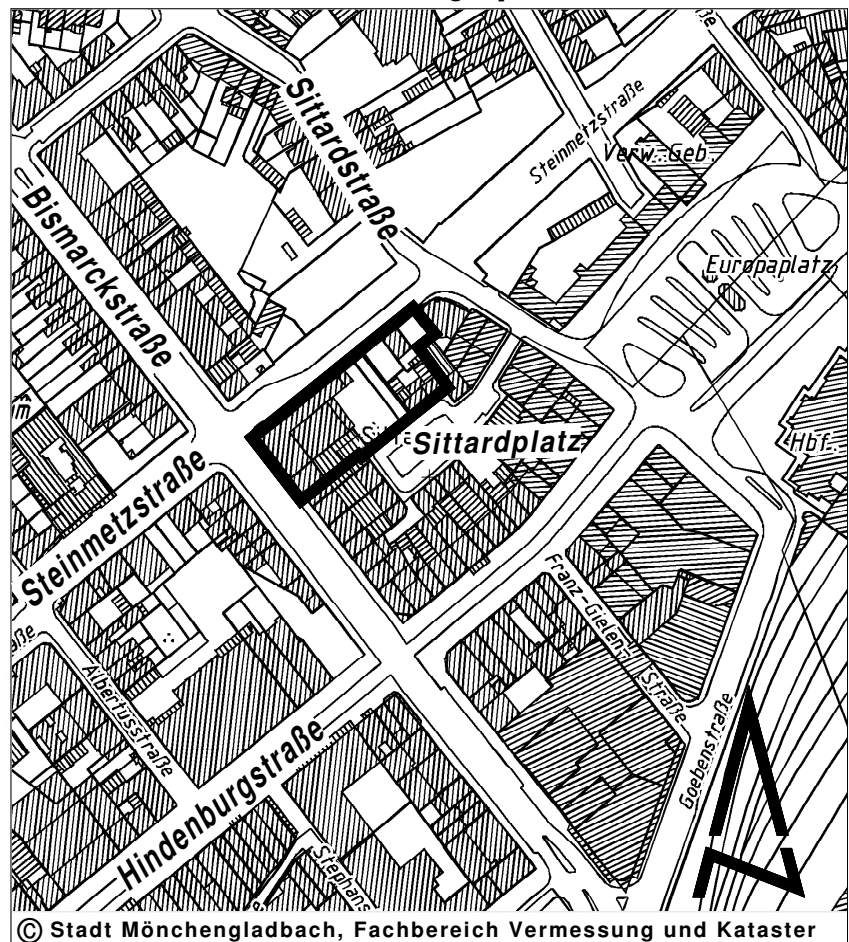 Sittardstraße
Steinmetzstraße
Verw.-Geb.
Bismarckstraße
Europaplatz
Sittardplatz
Hbf.
Steinmetzstraße
Franz-Gielen-Straße
Albertusstraße
Goebenstraße
Hindenburgstraße
Stephans
© Stadt Mönchengladbach, Fachbereich Vermessung und Kataster